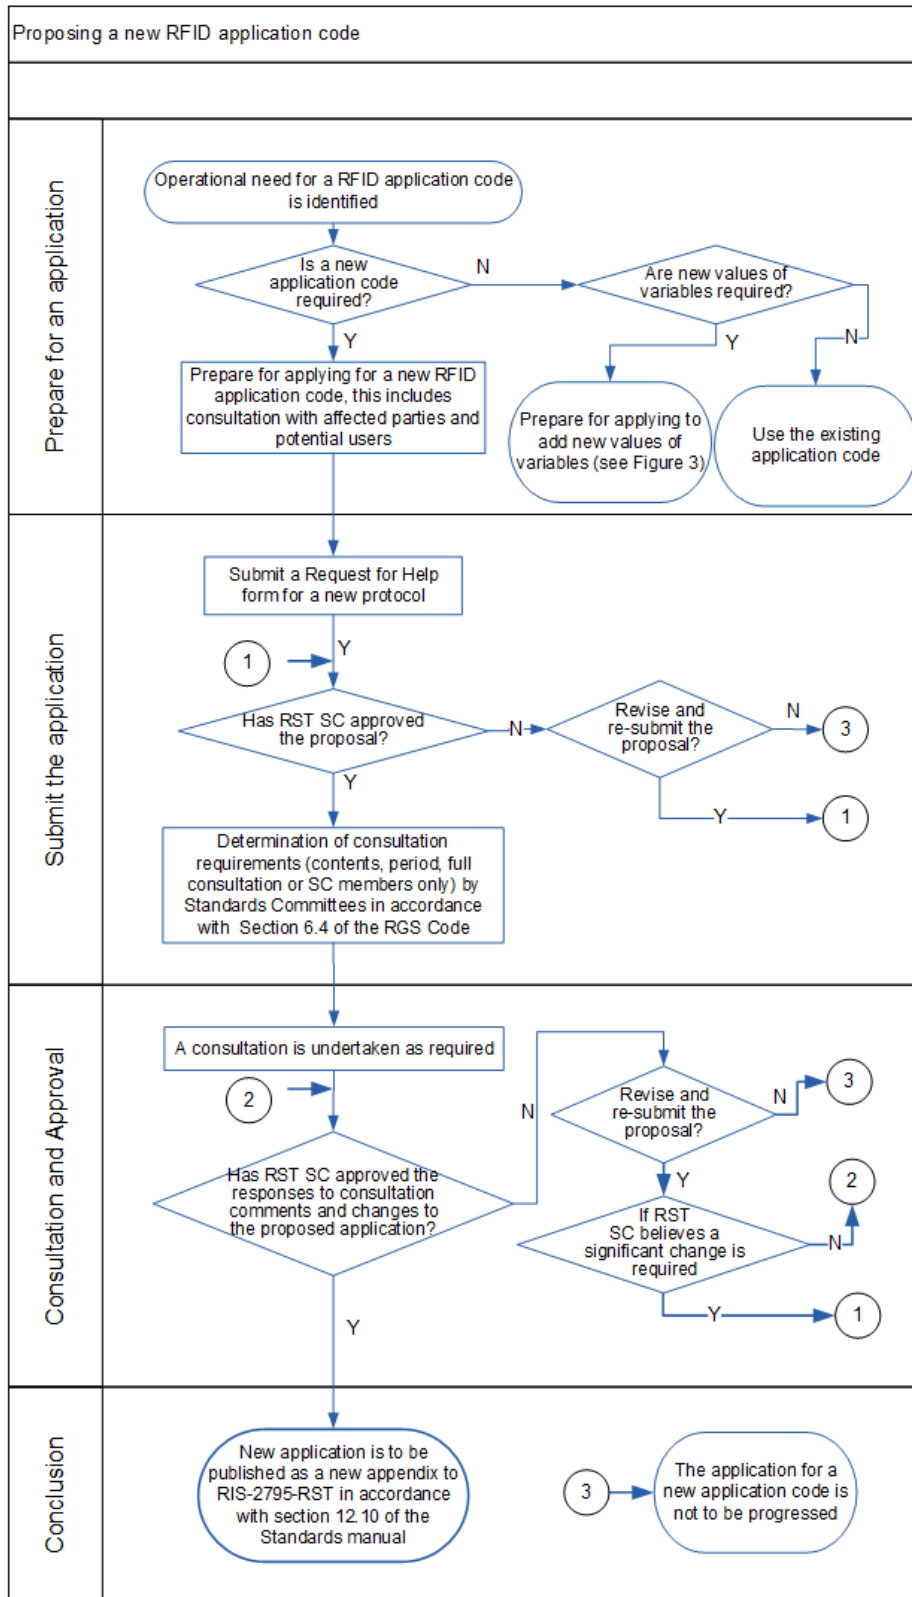 Proposing a new RFID application code
Prepare for an application
Operational need for a RFID application code
is identified
Is a new
application code
required?
N
Are new values of
variables required?
Y
Y
N
Prepare for applying for a new RFID
application code, this includes
consultation with affected parties and
potential users
Prepare for applying to
add new values of
variables (see Figure 3)
Use the existing
application code
Submit the application
Submit a Request for Help
form for a new protocol
Y
1
Has RST SC approved
the proposal?
N
Revise and
re-submit the
proposal?
N
3
Y
Y
1
Determination of consultation
requirements (contents, period, full
consultation or SC members only) by
Standards Committees in accordance
with Section 6.4 of the RGS Code
Consultation and Approval
A consultation is undertaken as required
2
Has RST SC approved the
responses to consultation
comments and changes to
the proposed application?
N
Revise and
re-submit the
proposal?
N
3
Y
If RST
SC believes a
significant change is
required
N
2
Y
1
Y
Conclusion
New application is to be
published as a new appendix to
RIS-2795-RST in accordance
with section 12.10 of the
Standards manual
3
The application for a
new application code is
not to be progressed